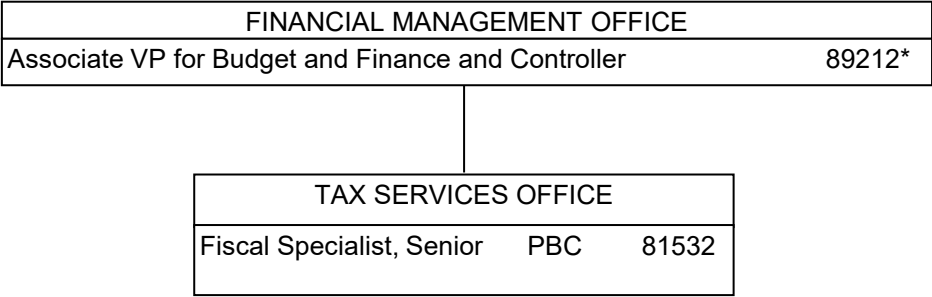 FINANCIAL MANAGEMENT OFFICE
Associate VP for Budget and Finance and Controller 89212*
TAX SERVICES OFFICE
Fiscal Specialist, Senior PBC 81532